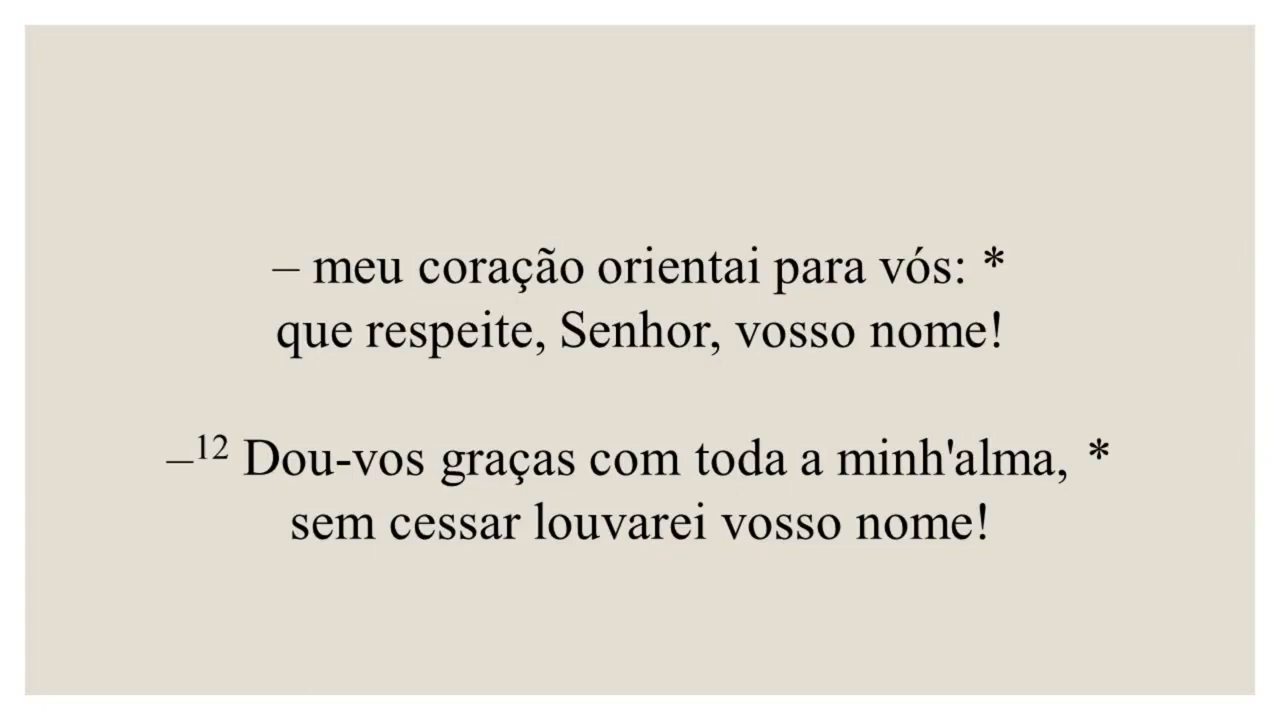 – meu coração orientai para vós: *
que respeite, Senhor, vosso nome!
–12 Dou-vos graças com toda a minh'alma, *
sem cessar louvarei vosso nome!